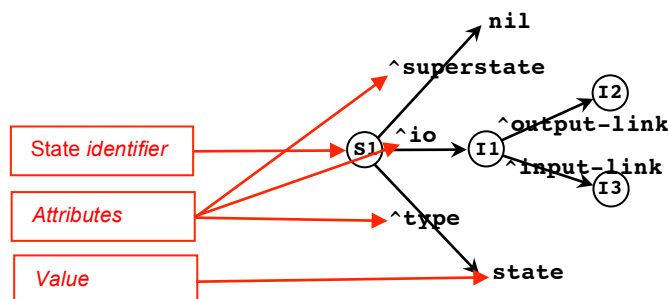 nil
^superstate
I2
^output-link
State identifier
S1
^io
I1
^input-link
I3
Attributes
^type
Value
state